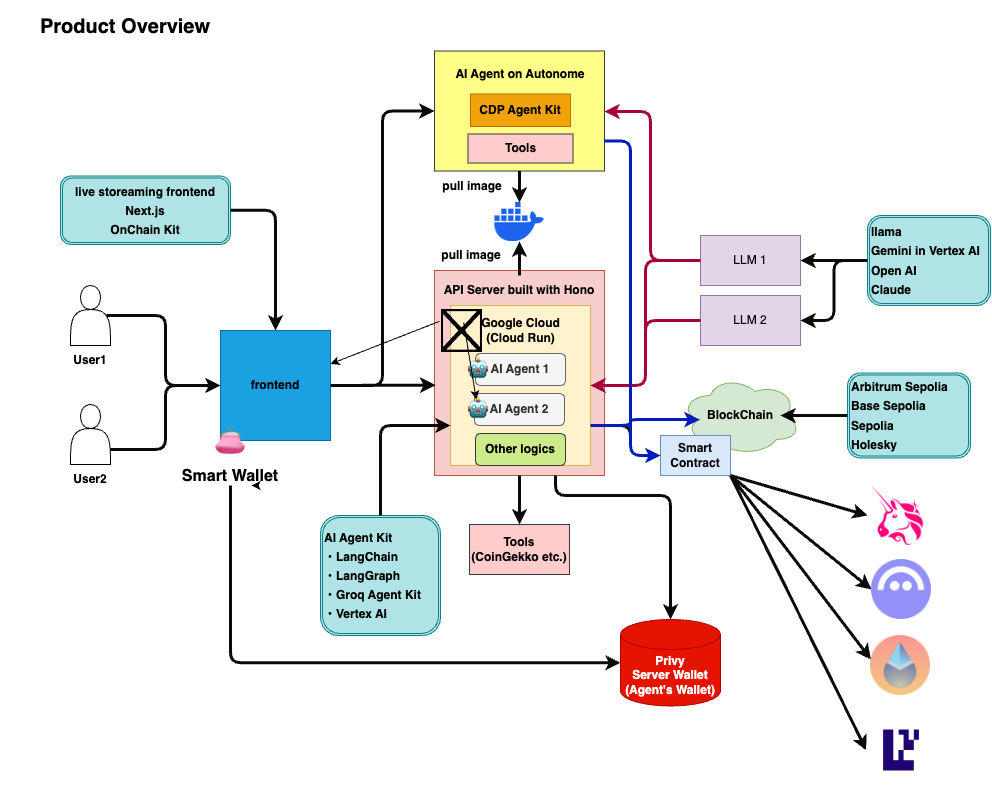 Product Overview
AI Agent on Autonome
CDP Agent Kit
Tools
pull image
live storeaming frontend
Next.js
OnChain Kit
pull image
llama
Gemini in Vertex AI
Open AI
Claude
LLM 1
LLM 2
API Server built with Hono
Google Cloud
(Cloud Run)
AI Agent 1
AI Agent 2
Other logics
User1
frontend
User2
Smart Wallet
BlockChain
Arbitrum Sepolia
Base Sepolia
Sepolia
Holesky
Smart
Contract
AI Agent Kit
・LangChain
・LangGraph
・Groq Agent Kit
・Vertex AI
Tools
(CoinGekko etc.)
Privy
Server Wallet
(Agent's Wallet)